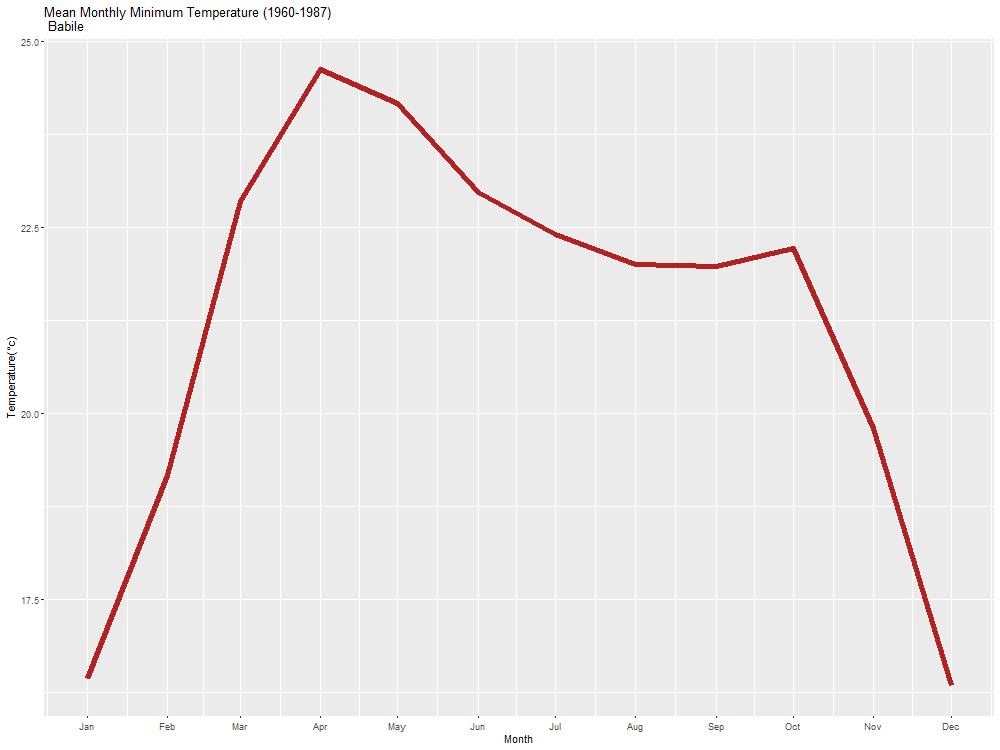 Mean Monthly Minimum Temperature (1960-1987)
Babile
25.0
22.5
20.0
17.5
Temperature(°c)
Jan Feb Mar Apr May Jun Jul Aug Sep Oct Nov Dec
Month